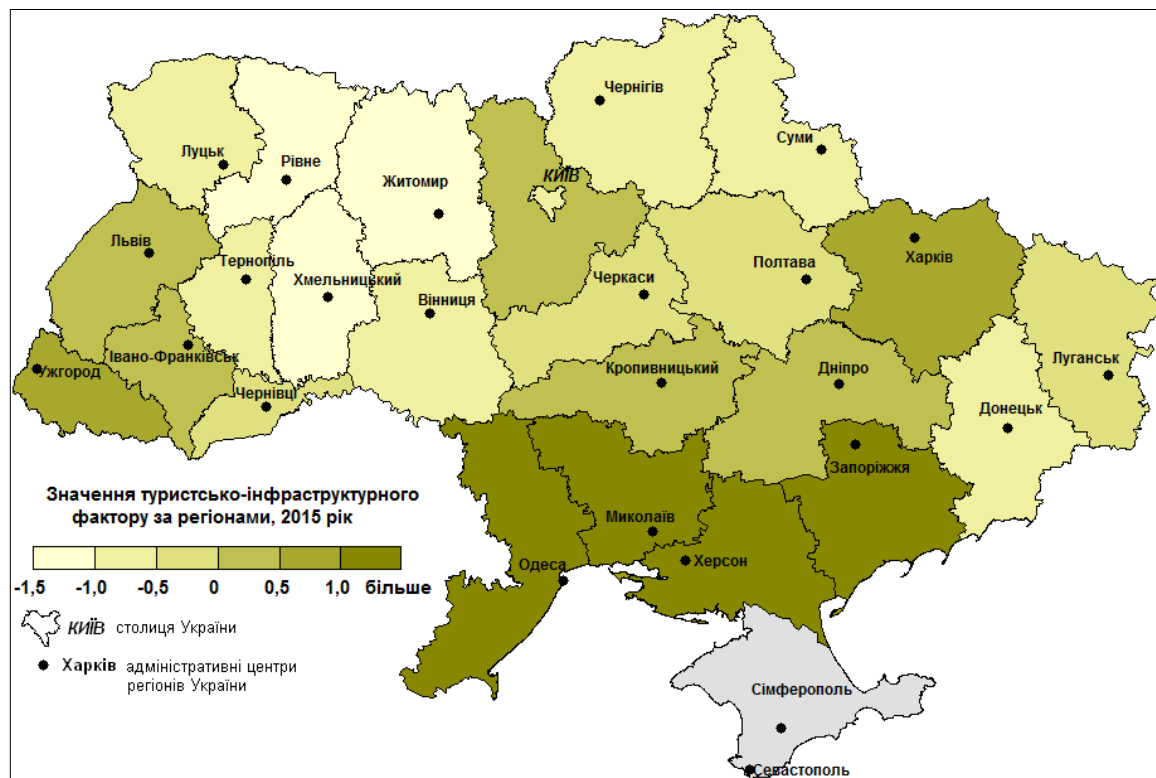 Чернігів
Суми
Луцьк
Рівне
Житомир
КИЇВ
Львів
Тернопіль
Хмельницький
Вінниця
Черкаси
Полтава
Харків
Ужгород
Івано-Франківськ
Чернівці
Кропивницький
Дніпро
Луганськ
Донецьк
Запоріжжя
Миколаїв
Одеса
Херсон
Сімферополь
Севастополь
Значення туристсько-інфраструктурного
фактору за регіонами, 2015 рік
-1,5 -1,0 -0,5 0 0,5 1,0 більше
КИЇВ столиця України
Харків адміністративні центри
регіонів України